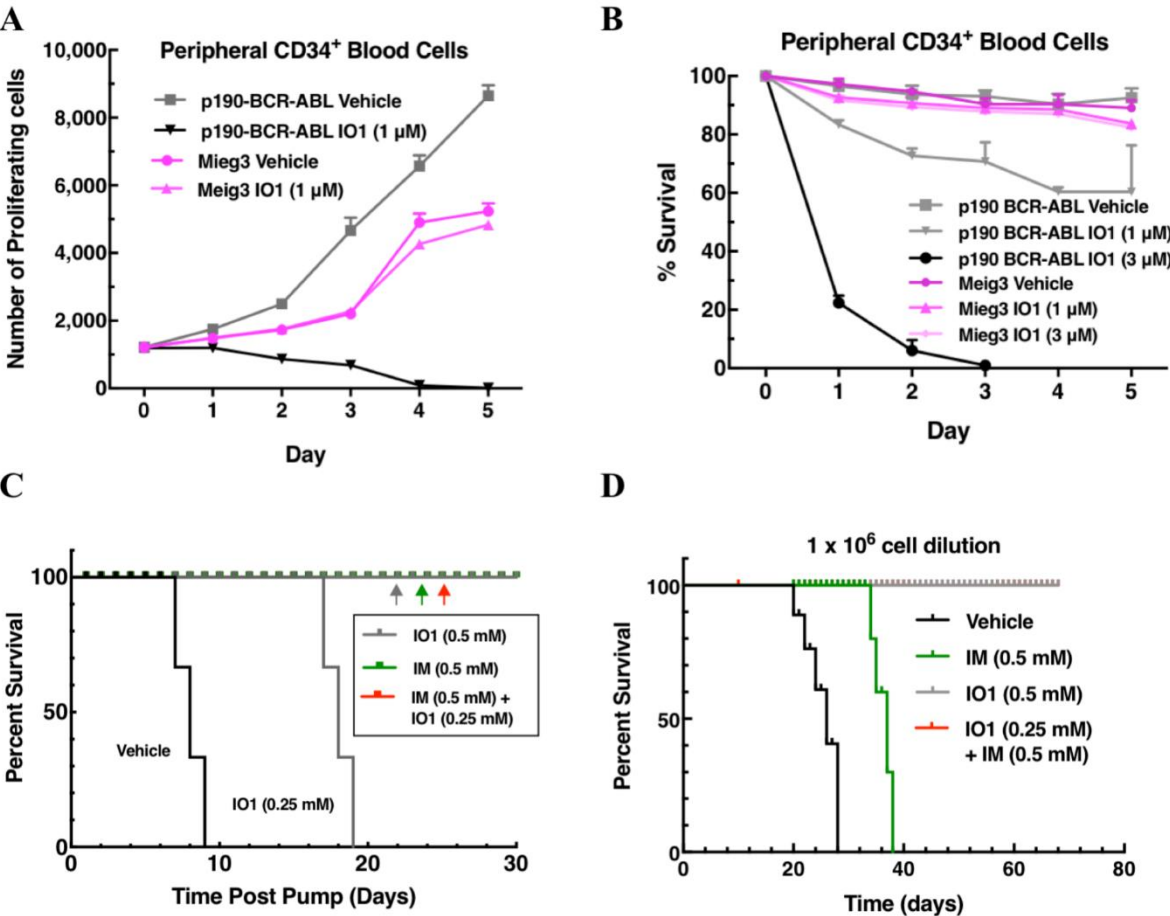 A
Peripheral CD34+ Blood Cells
Number of Proliferating cells
10,000
8,000
6,000
4,000
2,000
0
p190-BCR-ABL Vehicle
p190-BCR-ABL IO1 (1 µM)
Mieg3 Vehicle
Meig3 IO1 (1 µM)
0 1 2 3 4 5
Day
B
Peripheral CD34+ Blood Cells
% Survival
100
80
60
40
20
0
p190 BCR-ABL Vehicle
p190 BCR-ABL IO1 (1 µM)
p190 BCR-ABL IO1 (3 µM)
Meig3 Vehicle
Mieg3 IO1 (1 µM)
Mieg3 IO1 (3 µM)
0 1 2 3 4 5
Day
C
Percent Survival
100
50
0
IO1 (0.5 mM)
IM (0.5 mM)
IM (0.5 mM) +
IO1 (0.25 mM)
Vehicle
IO1 (0.25 mM)
0 10 20 30
Time Post Pump (Days)
D
1 x 10⁶ cell dilution
Percent Survival
100
50
0
Vehicle
IM (0.5 mM)
IO1 (0.5 mM)
IO1 (0.25 mM)
+ IM (0.5 mM)
0 20 40 60 80
Time (days)